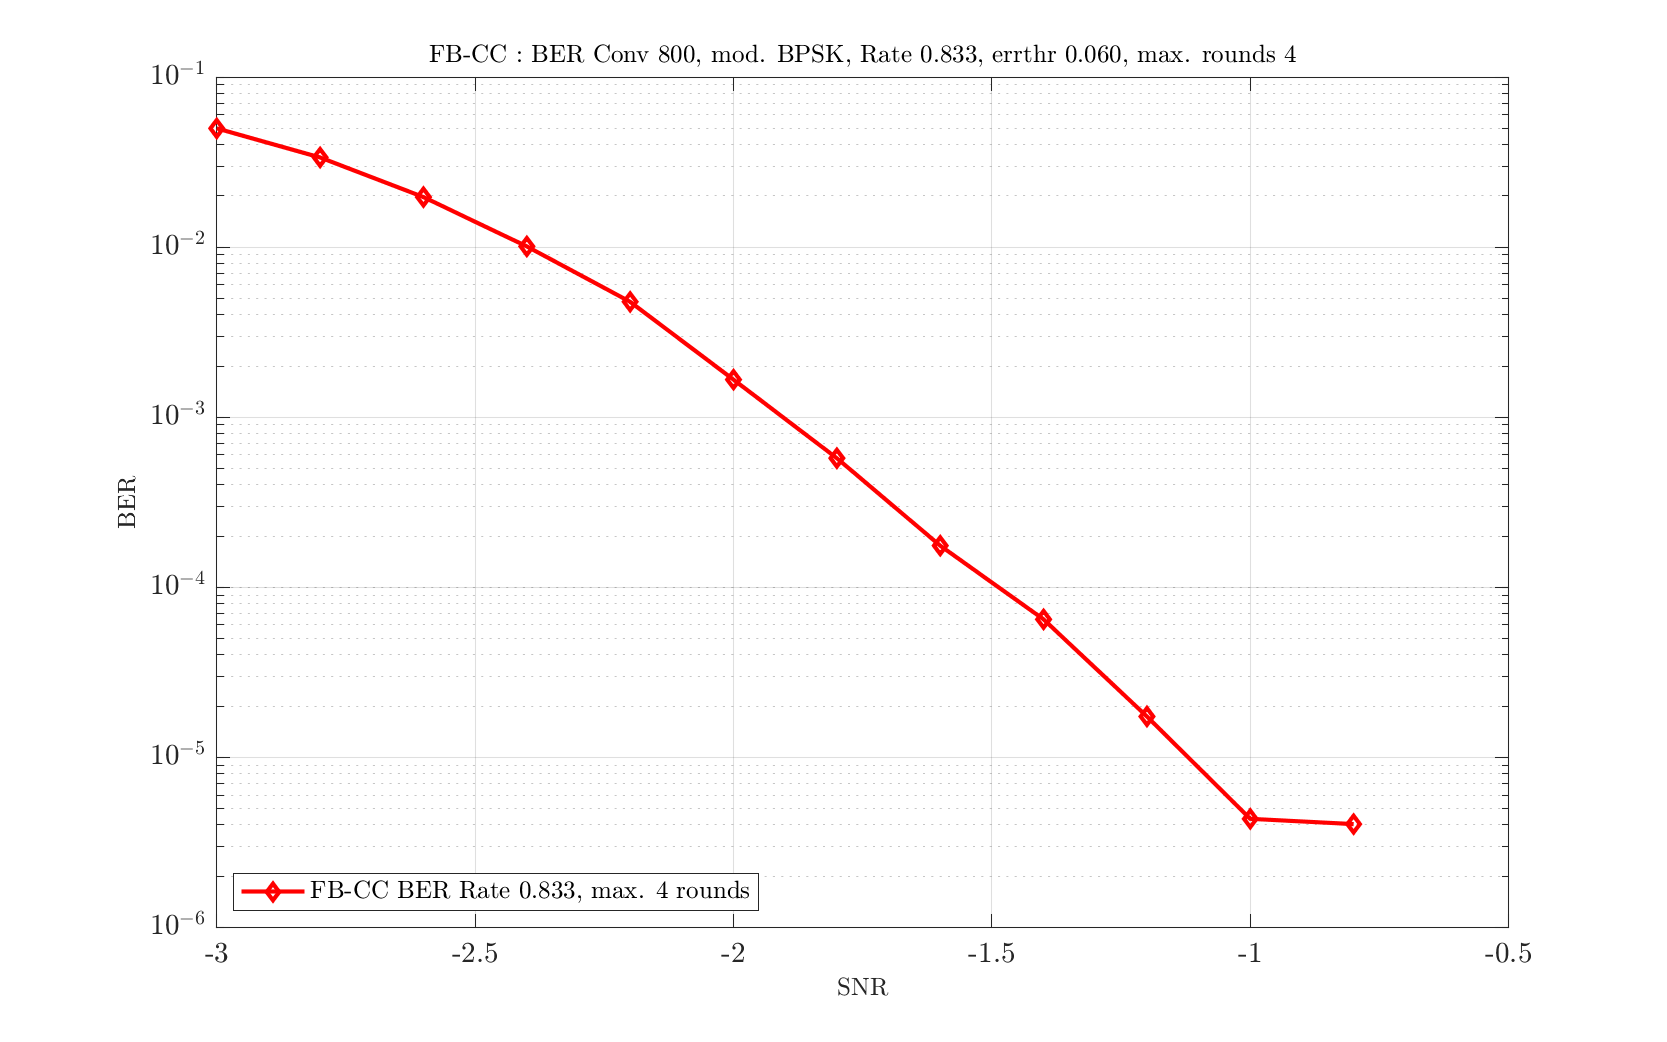 FB-CC : BER Conv 800, mod. BPSK, Rate 0.833, errthr 0.060, max. rounds 4
10^{-1}
10^{-2}
10^{-3}
10^{-4}
10^{-5}
10^{-6}
BER
FB-CC BER Rate 0.833, max. 4 rounds
-3 -2.5 -2 -1.5 -1 -0.5
SNR